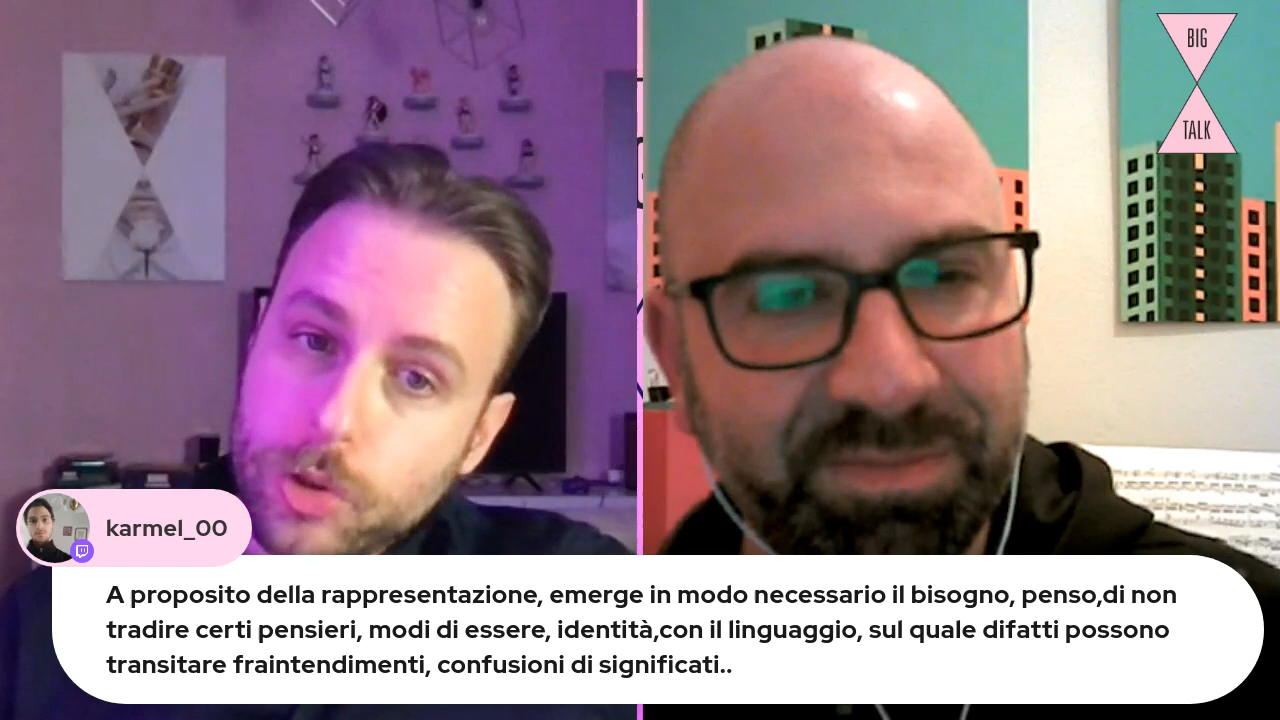 BIG
TALK
karmel_00
A proposito della rappresentazione, emerge in modo necessario il bisogno, penso,di non
tradire certi pensieri, modi di essere, identità,con il linguaggio, sul quale difatti possono
transitare fraintendimenti, confusioni di significati..